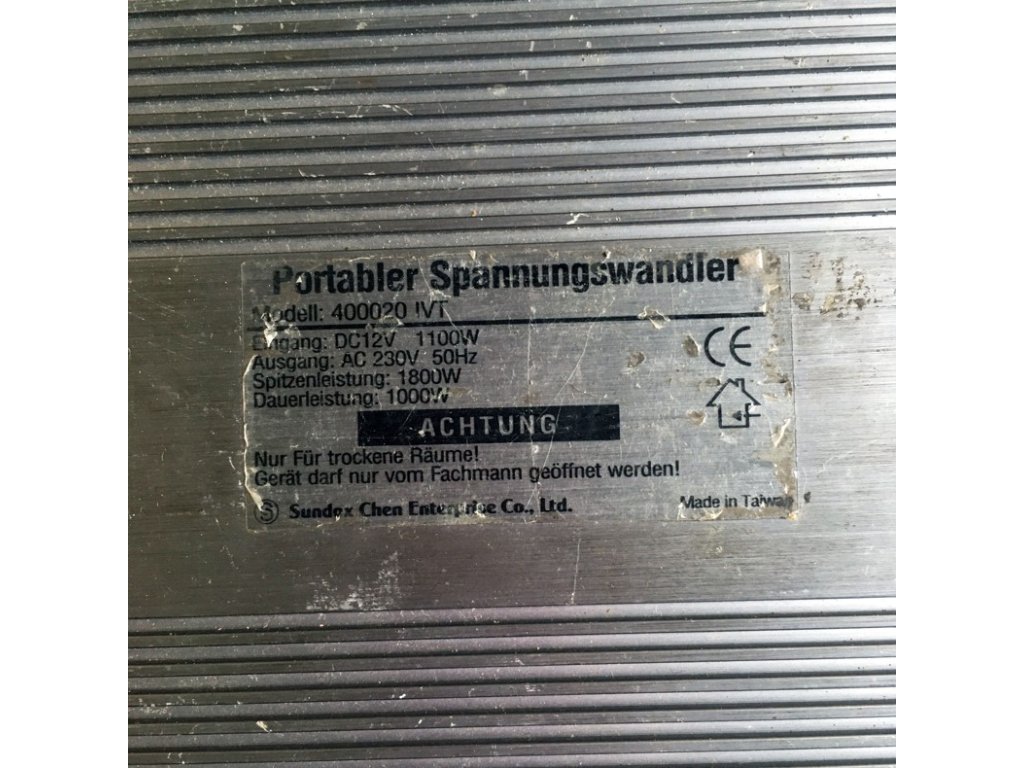 Portabler Spannungswandler
Modell: 400020 IVT
Eingang: DC12V 1100W
Ausgang: AC 230V 50Hz
Spitzenleistung: 1800W
Dauerleistung: 1000W
CE
ACHTUNG
Nur Für trockene Räume!
Gerät darf nur vom Fachmann geöffnet werden!
S Sundex Chen Enterprise Co., Ltd.
Made in Taiwan